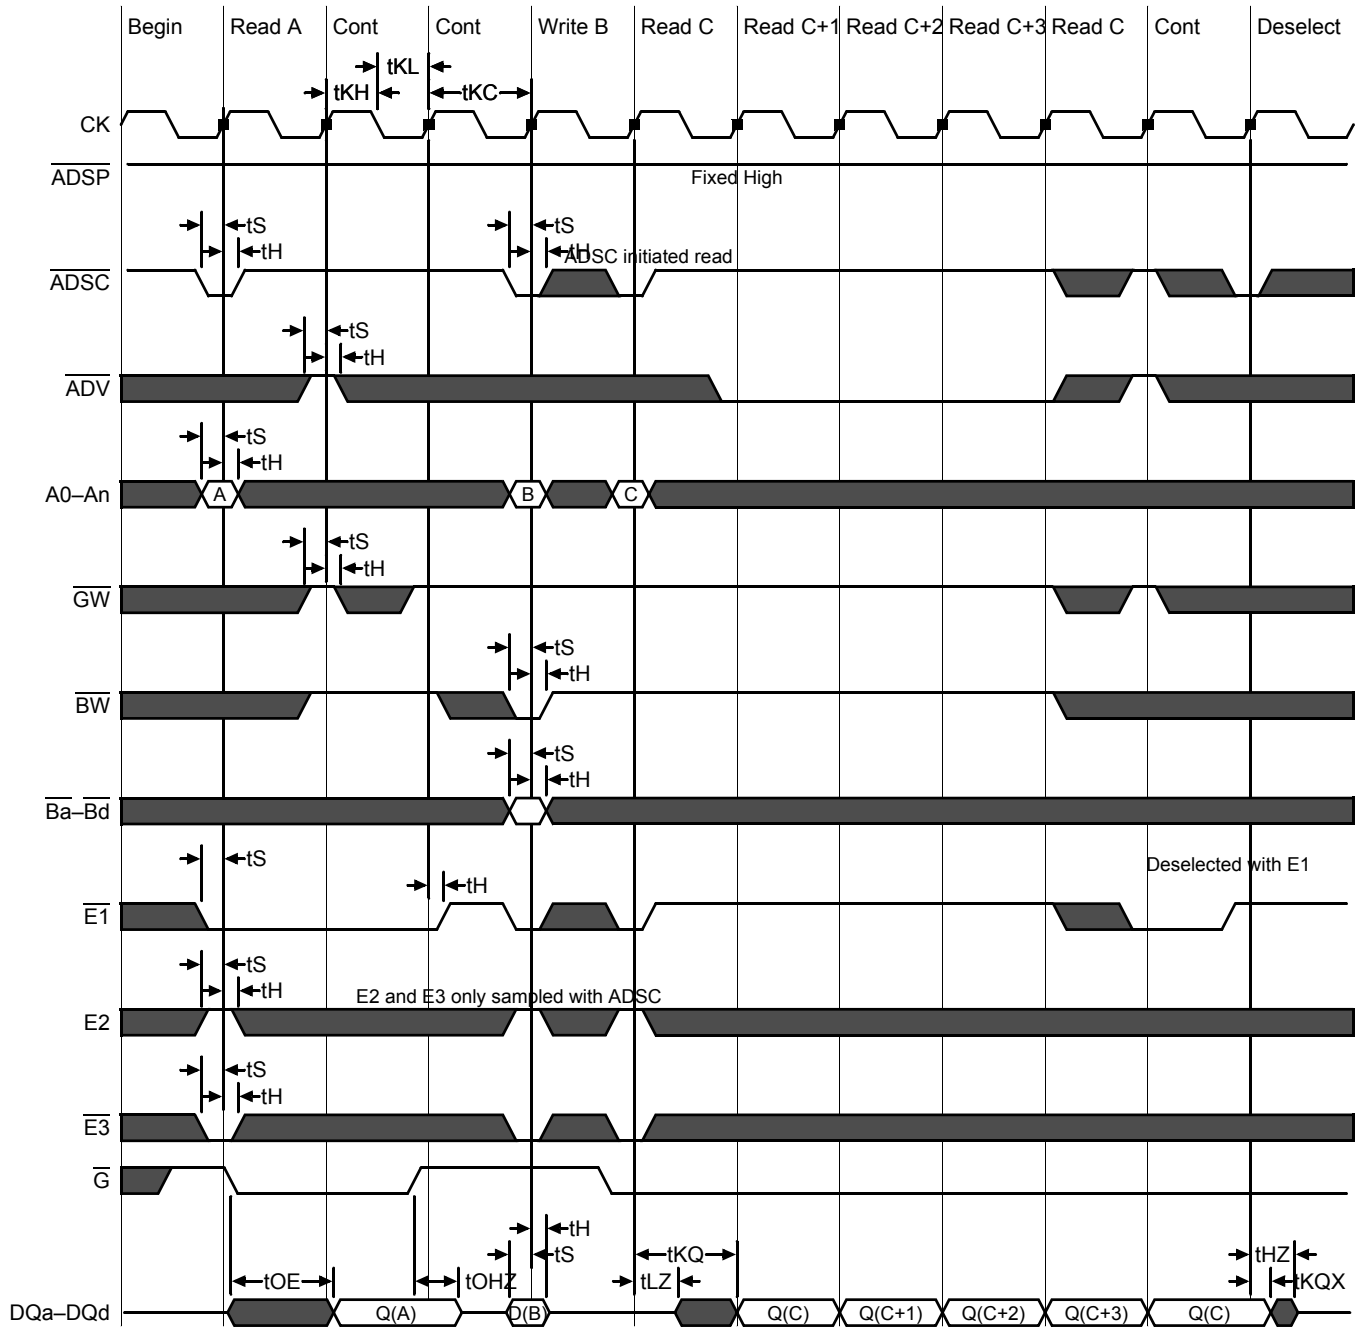 Begin Read A Cont Cont Write B Read C Read C+1 Read C+2 Read C+3 Read C Cont Deselect
tKL
tKH tKC
CK
ADSP
Fixed High
tS tS
tH tH
ADSC initiated read
ADSC
tS
tH
ADV
tS
tH
A0–An A B C
tS
tH
GW
tS
tH
BW
tS
tH
Ba–Bd
tS
Deselected with E1
tH
E1
tS
tH
E2 and E3 only sampled with ADSC
E2
tS
tH
E3
G
tH
tS tKQ tHZ
tOE tOHZ tLZ tKQX
DQa–DQd Q(A) D(B) Q(C) Q(C+1) Q(C+2) Q(C+3) Q(C)